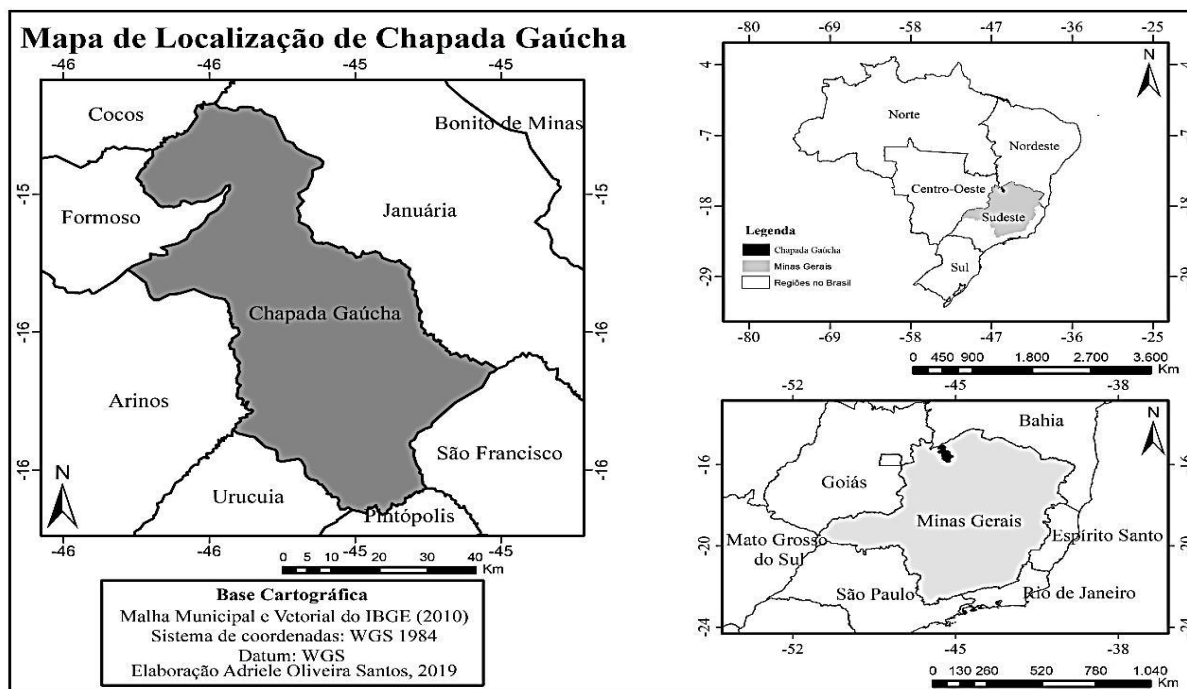 Mapa de Localização de Chapada Gaúcha
-46 -46 -45 -45
Cocos
Bonito de Minas
-15 -15
Formoso
Januária
Chapada Gaúcha
-16 -16
Arinos
São Francisco
-16 -16
N
Urucuia
Pintópolis
-46 -46 -45 -45
0 5 10 20 30 40
Km
Base Cartográfica
Malha Municipal e Vetorial do IBGE (2010)
Sistema de coordenadas: WGS 1984
Datum: WGS
Elaboração Adriele Oliveira Santos, 2019
-80 -69 -58 -47 -36 -25
N
4 4
Norte
-7 -7
Nordeste
Centro-Oeste
-18 -18
Sudeste
Legenda
Chapada Gaúcha
Minas Gerais
Regiões no Brasil
Sul
-29 -29
-80 -69 -58 -47 -36 -25
0 450 900 1.800 2.700 3.600
Km
-52 -45 -38
N
Bahia
-16 -16
Goiás
Minas Gerais
Mato Grosso
do Sul
Espírito Santo
-20 -20
São Paulo
Rio de Janeiro
-24 -24
-52 -45 -38
0 130 260 520 780 1.040
Km